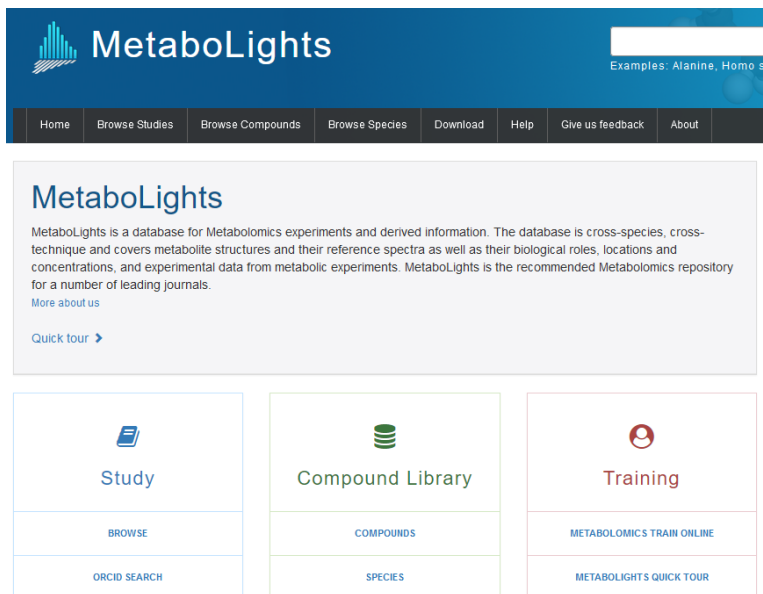 MetaboLights
Examples: Alanine, Homo s
Home Browse Studies Browse Compounds Browse Species Download Help Give us feedback About
MetaboLights
MetaboLights is a database for Metabolomics experiments and derived information. The database is cross-species, cross-
technique and covers metabolite structures and their reference spectra as well as their biological roles, locations and
concentrations, and experimental data from metabolic experiments. MetaboLights is the recommended Metabolomics repository
for a number of leading journals.
More about us
Quick tour
Study
BROWSE
ORCID SEARCH
Compound Library
COMPOUNDS
SPECIES
Training
METABOLOMICS TRAIN ONLINE
METABOLIGHTS QUICK TOUR